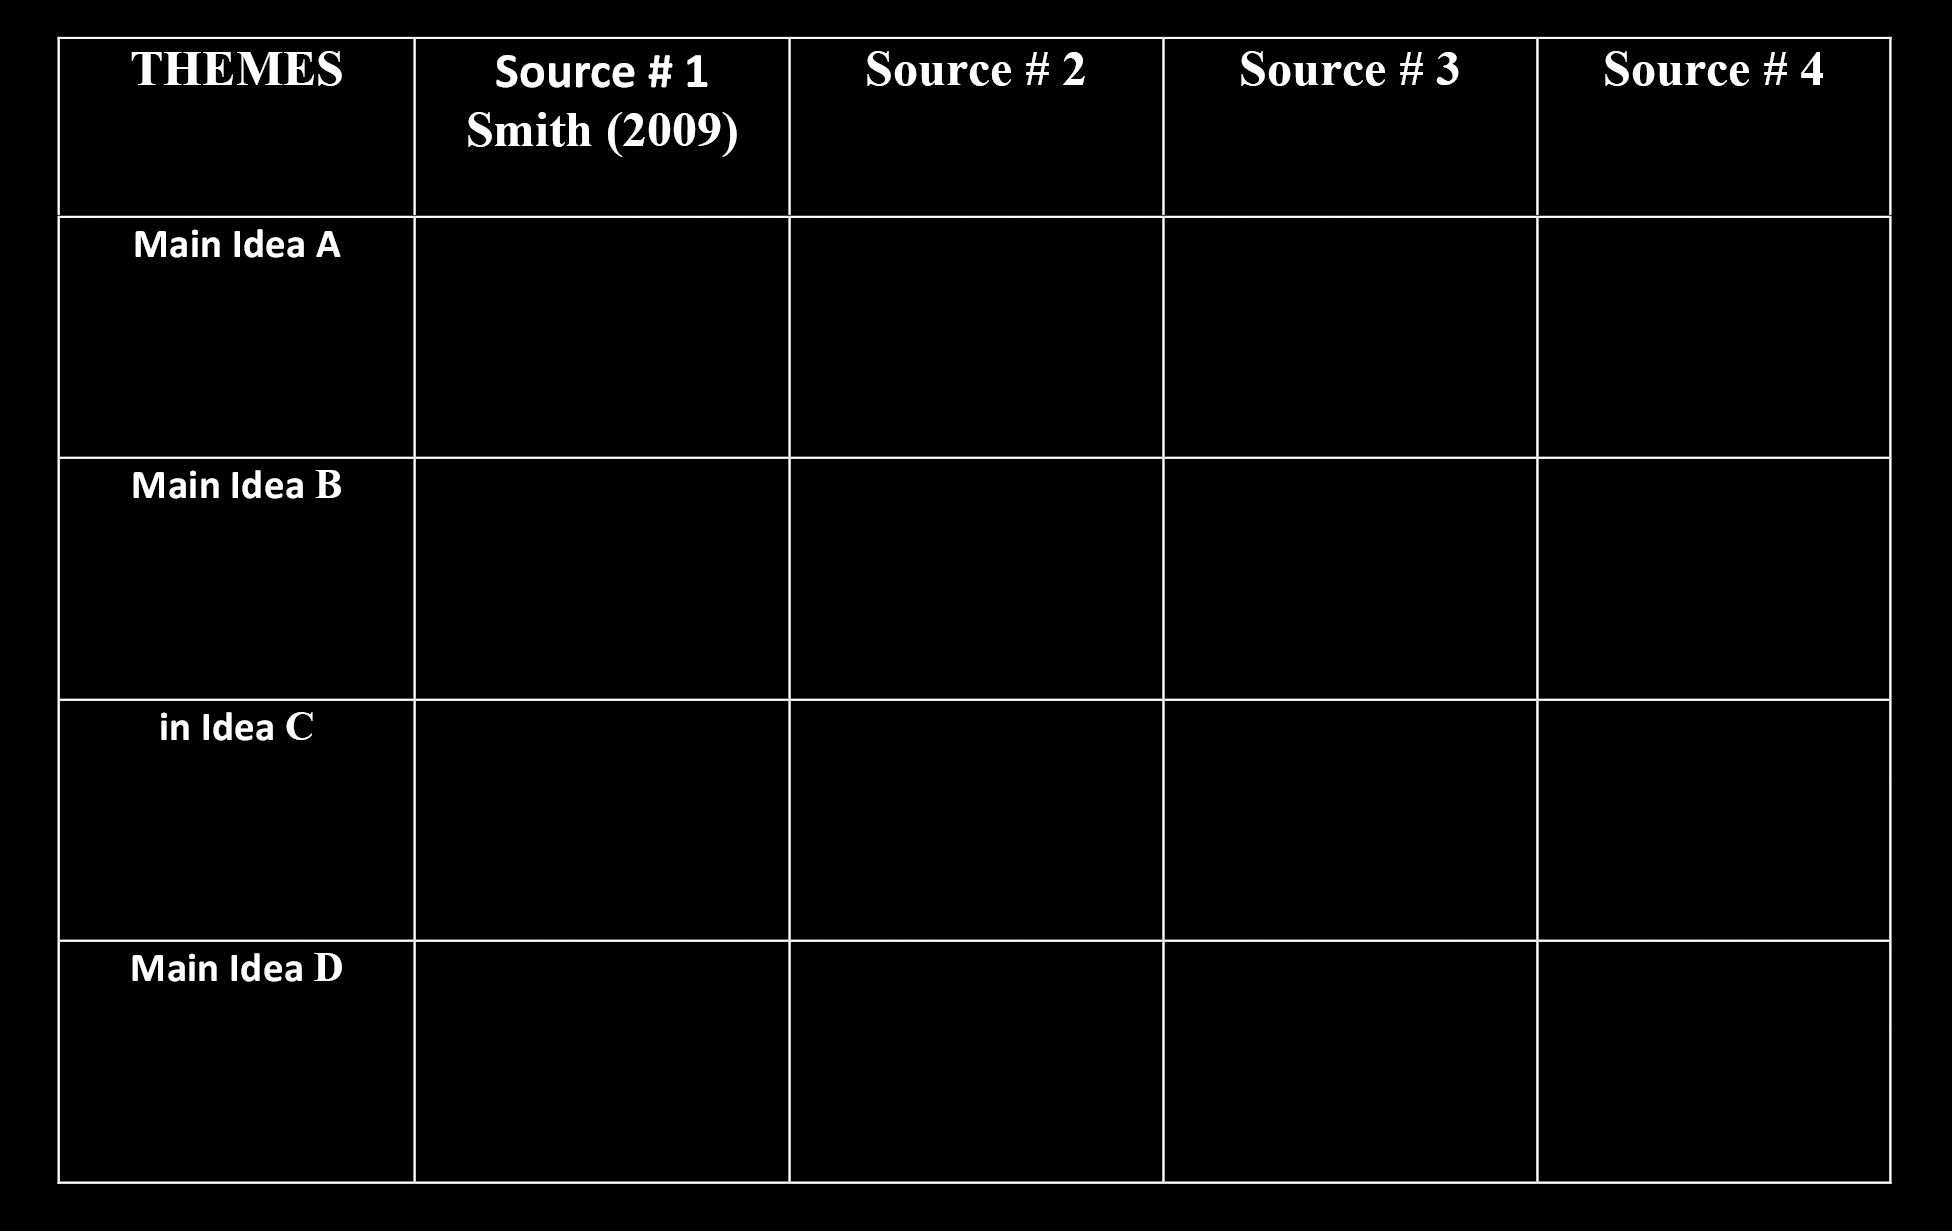 THEMES
Source # 1
Smith (2009)
Source # 2
Source # 3
Source # 4
Main Idea A
Main Idea B
in Idea C
Main Idea D